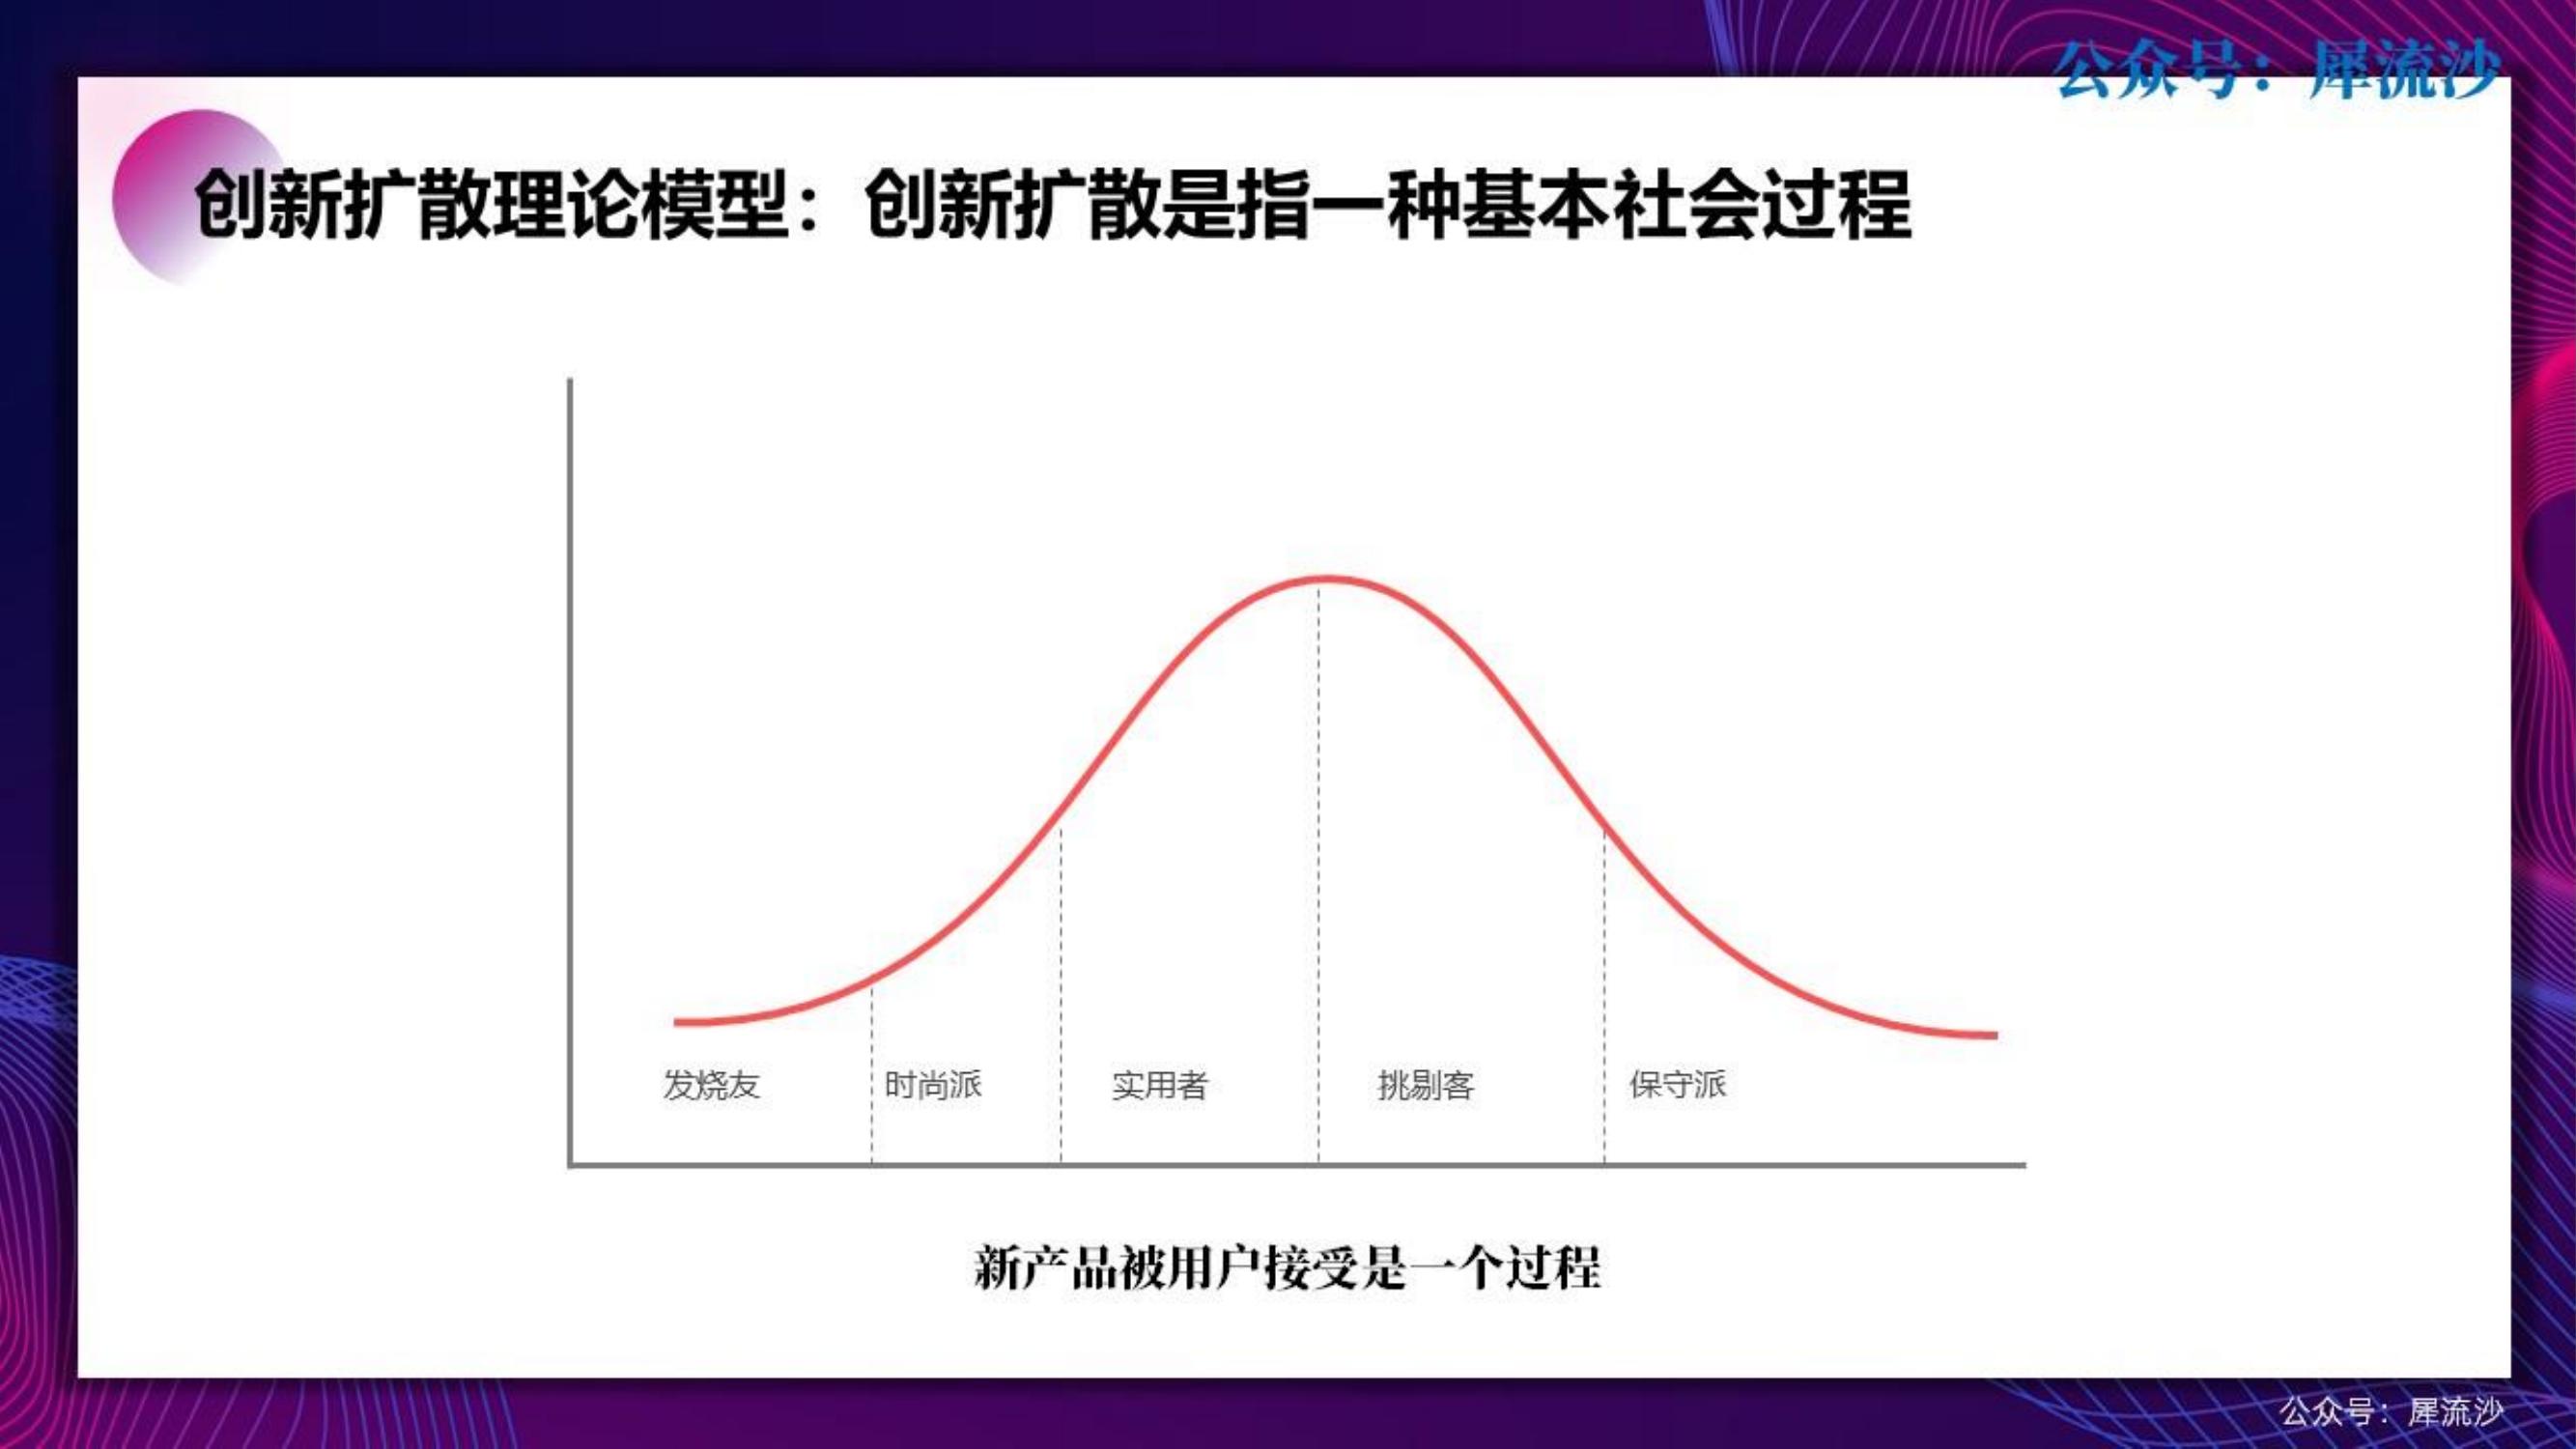 公众号：犀流沙
创新扩散理论模型：创新扩散是指一种基本社会过程
发烧友
时尚派
实用者
挑剔客
保守派
新产品被用户接受是一个过程
公众号：犀流沙